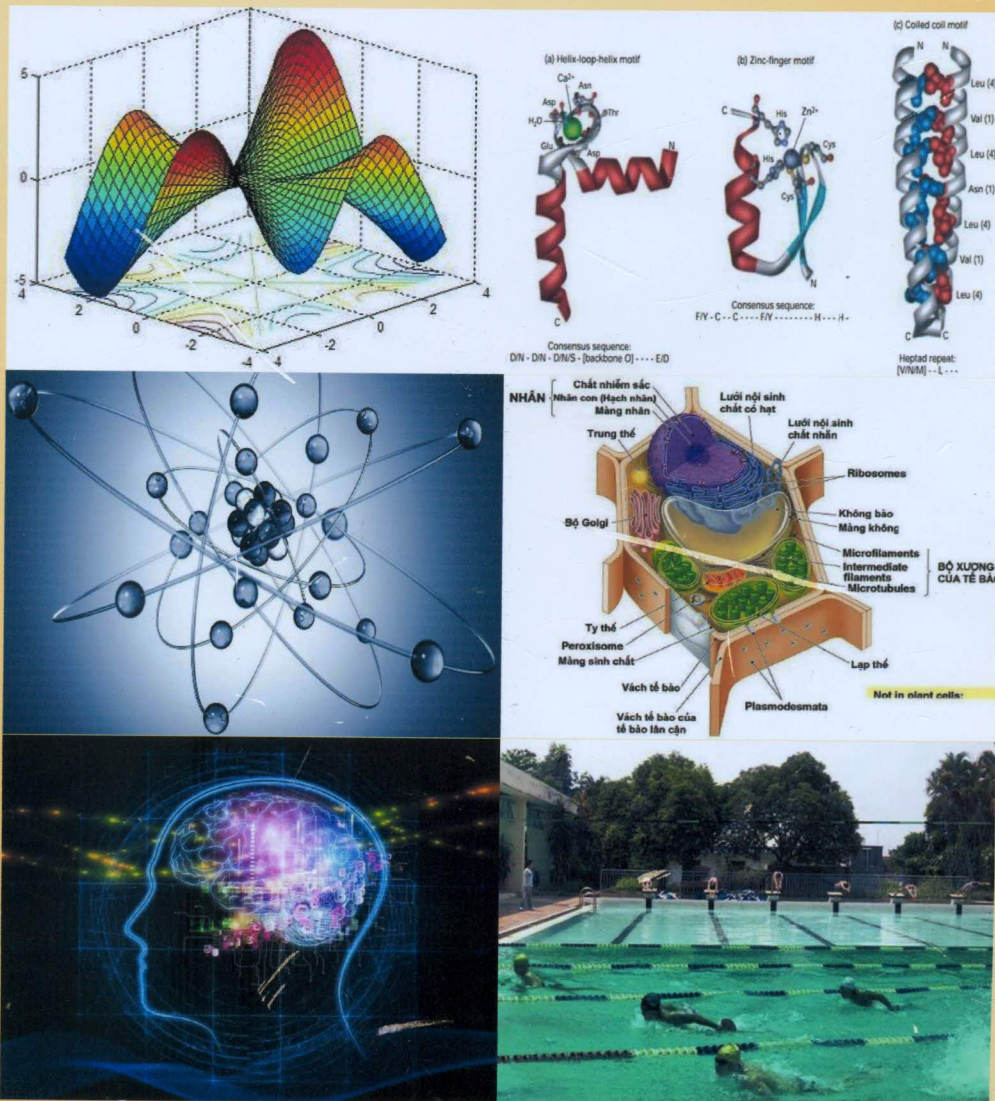 5
0
-5
4
2
0
-2
-4
-4
-2
0
2
4
(a) Helix-loop-helix motif
Ca²⁺
Asn
Asp
Thr
H₂O
Glu
Asp
N
C
Consensus sequence:
D/N - D/N - D/N/S - [backbone O] - - - - E/D
(b) Zinc-finger motif
C
His
Zn²⁺
Cys
His
Cys
N
Consensus sequence:
F/Y - C - - C - - - - F/Y - - - - - - - - H - - - H -
(c) Coiled coil motif
N N
Leu (4)
Val (1)
Leu (4)
Asn (1)
Leu (4)
Val (1)
Leu (4)
C C
Heptad repeat:
[V/N/M] - - L - - -
NHÂN
Chất nhiễm sắc
Nhân con (Hạch nhân)
Màng nhân
Lưới nội sinh
chất có hạt
Lưới nội sinh
chất nhẵn
Trung thể
Ribosomes
Bộ Golgi
Không bào
Màng không
Microfilaments
Intermediate
filaments
Microtubules
BỘ XƯƠNG
CỦA TẾ BÀ
Ty thể
Peroxisome
Màng sinh chất
Lạp thể
Vách tế bào
Plasmodesmata
Vách tế bào của
tế bào lân cận
Not in plant cells: